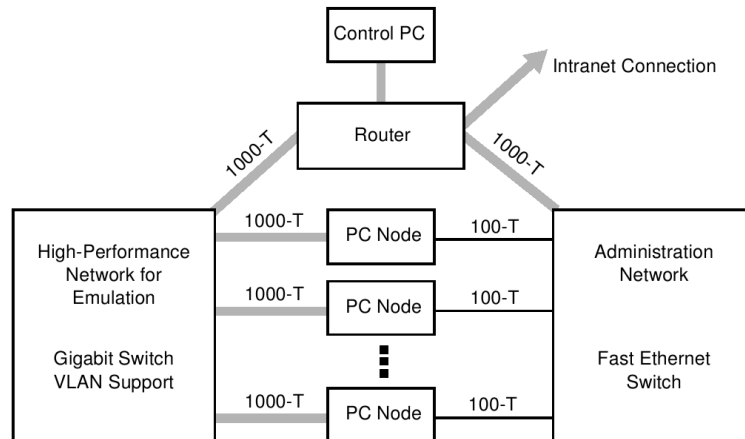 Control PC
Intranet Connection
Router
1000-T
1000-T
High-Performance
Network for
Emulation
Gigabit Switch
VLAN Support
1000-T
PC Node
100-T
1000-T
PC Node
100-T
1000-T
PC Node
100-T
Administration
Network
Fast Ethernet
Switch